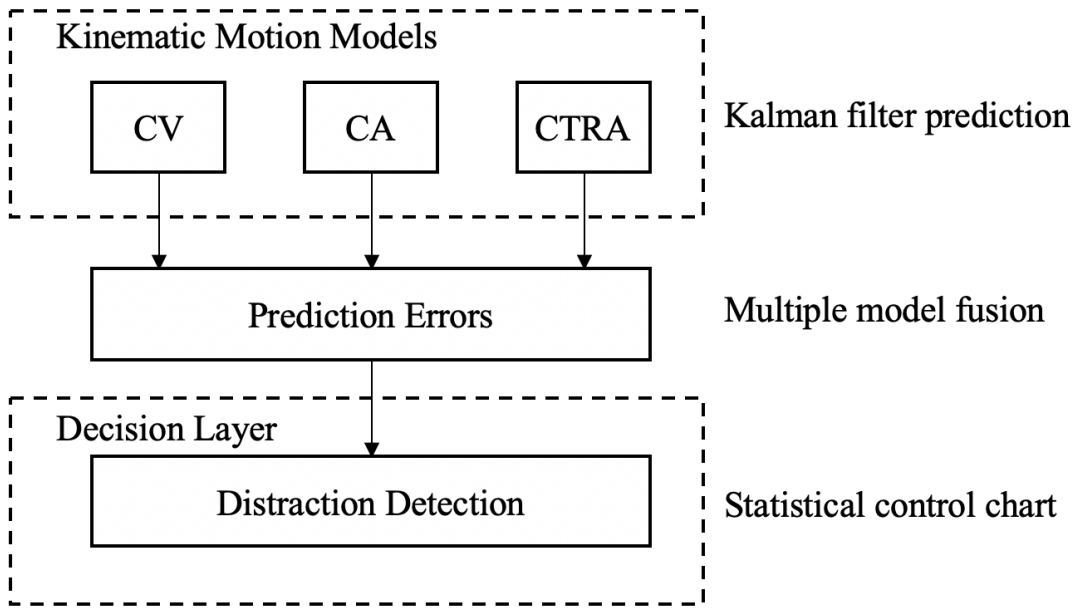 Kinematic Motion Models
CV
CA
CTRA
Kalman filter prediction
Prediction Errors
Multiple model fusion
Decision Layer
Distraction Detection
Statistical control chart